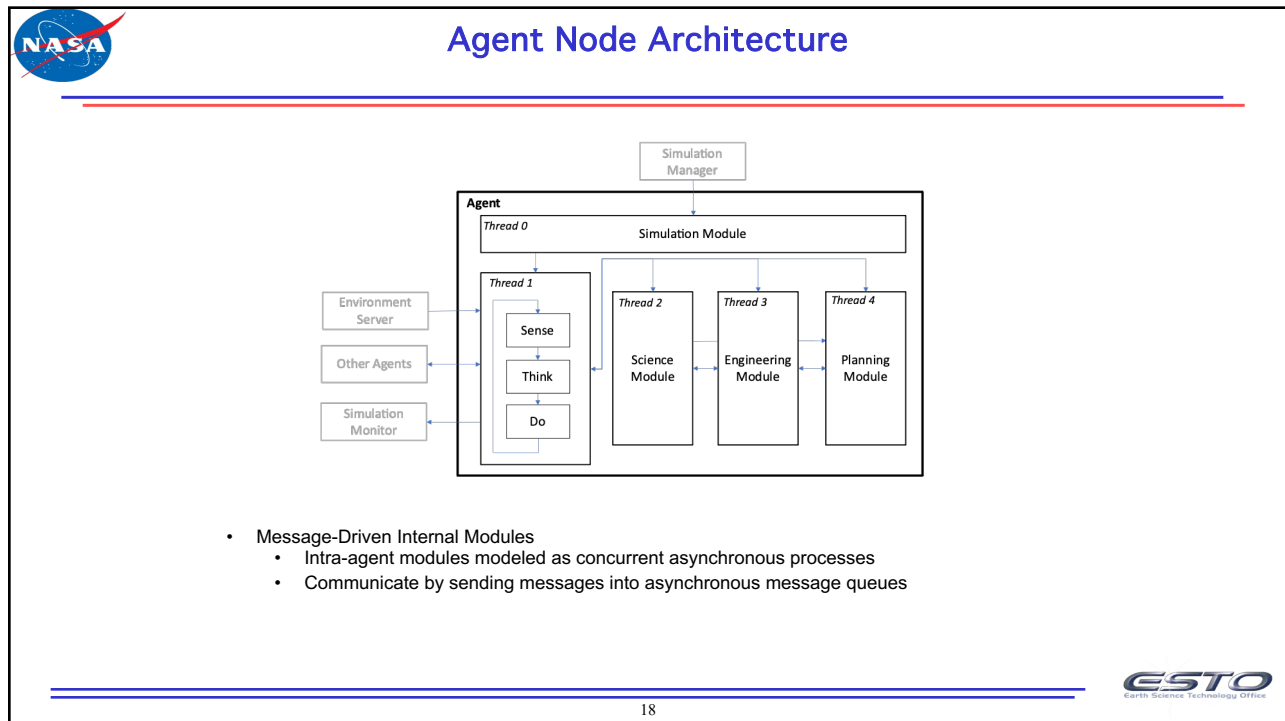 NASA
Agent Node Architecture
Simulation
Manager
Agent
Thread 0
Simulation Module
Thread 1
Sense
Think
Do
Environment
Server
Other Agents
Simulation
Monitor
Thread 2
Science
Module
Thread 3
Engineering
Module
Thread 4
Planning
Module
• Message-Driven Internal Modules
• Intra-agent modules modeled as concurrent asynchronous processes
• Communicate by sending messages into asynchronous message queues
18
ESTO
Earth Science Technology Office